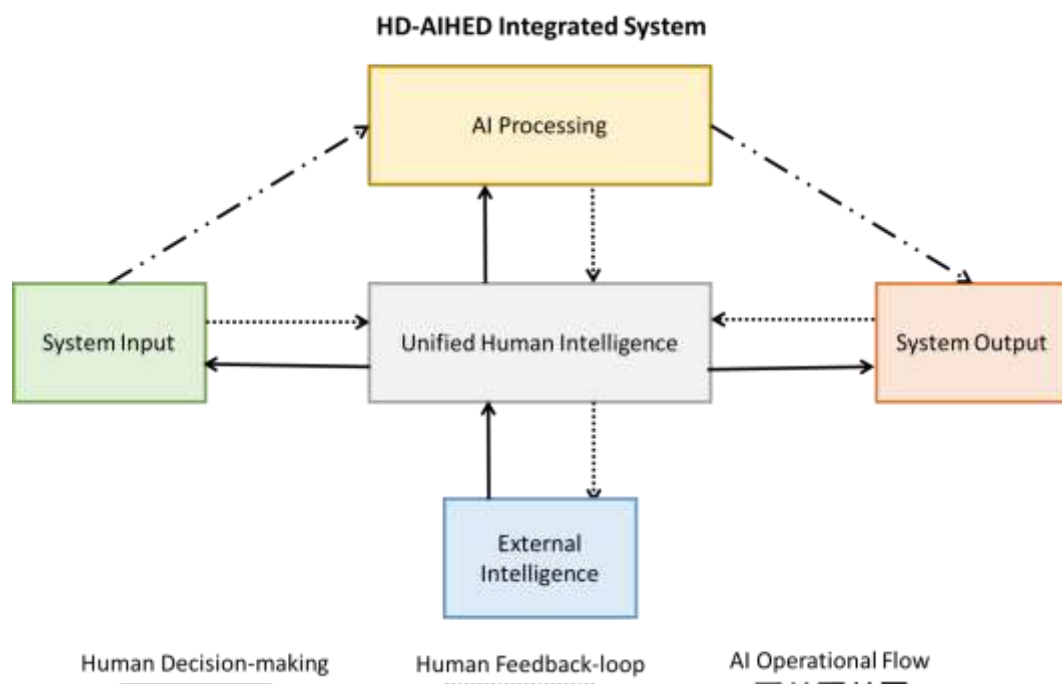 HD-AIHED Integrated System
AI Processing
System Input
Unified Human Intelligence
System Output
External
Intelligence
Human Decision-making
Human Feedback-loop
AI Operational Flow